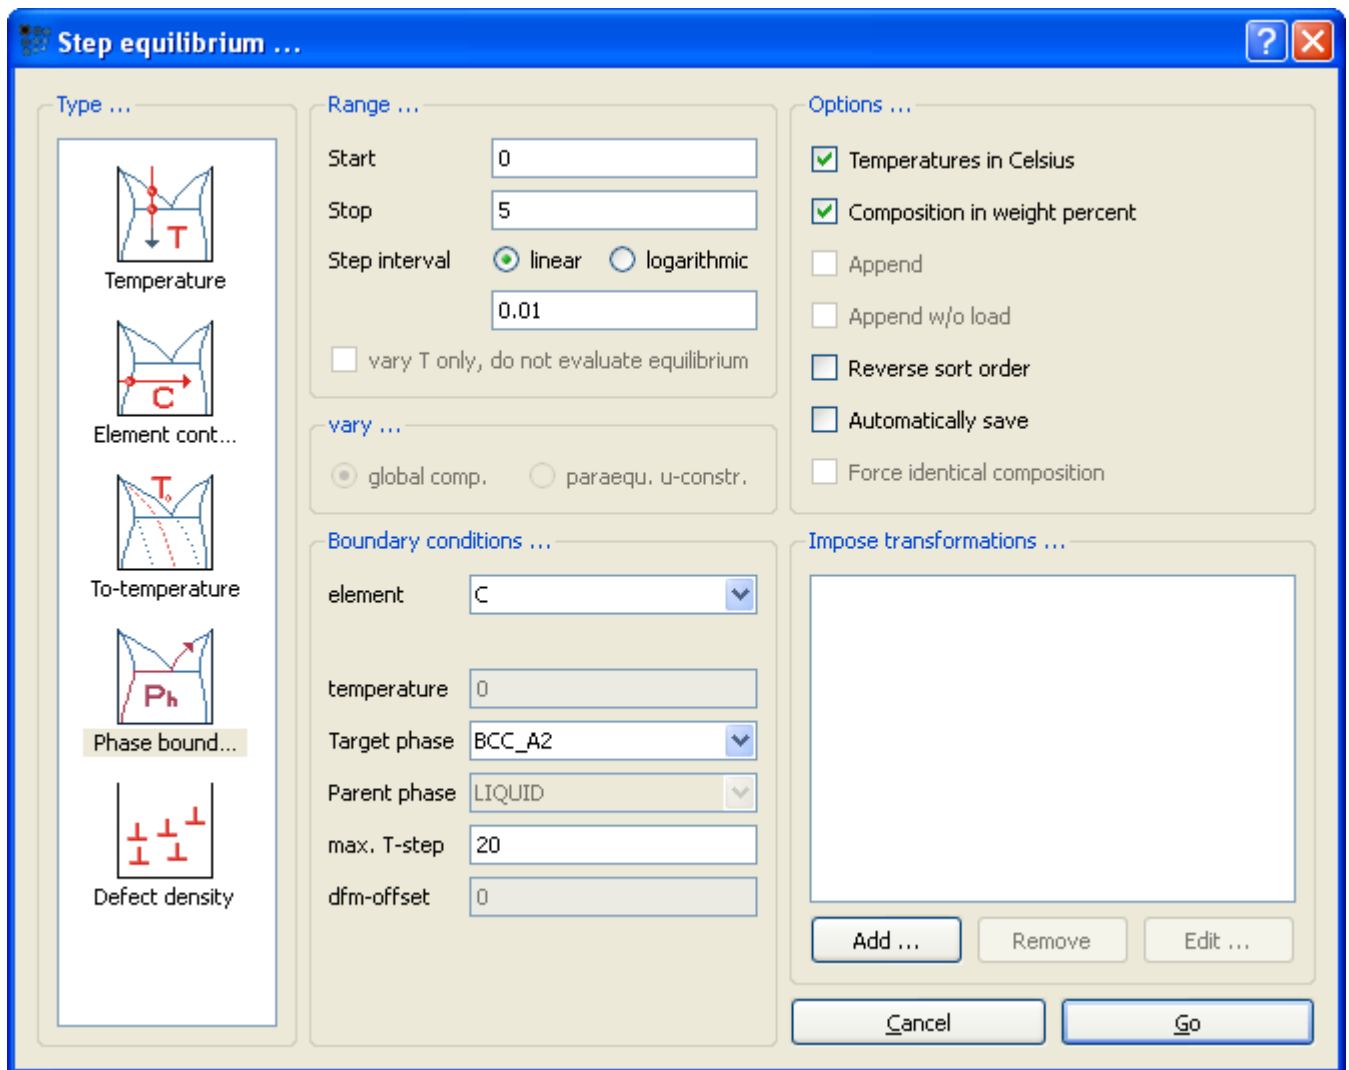 Step equilibrium ...
Type ...
T
Temperature
C
Element cont...
T₀
To-temperature
Ph
Phase bound...
Defect density
Range ...
Start 0
Stop 5
Step interval linear logarithmic
0.01
vary T only, do not evaluate equilibrium
vary ...
global comp. paraequ. u-constr.
Boundary conditions ...
element C
temperature 0
Target phase BCC_A2
Parent phase LIQUID
max. T-step 20
dfm-offset 0
Options ...
Temperatures in Celsius
Composition in weight percent
Append
Append w/o load
Reverse sort order
Automatically save
Force identical composition
Impose transformations ...
Add ... Remove Edit ...
Cancel Go